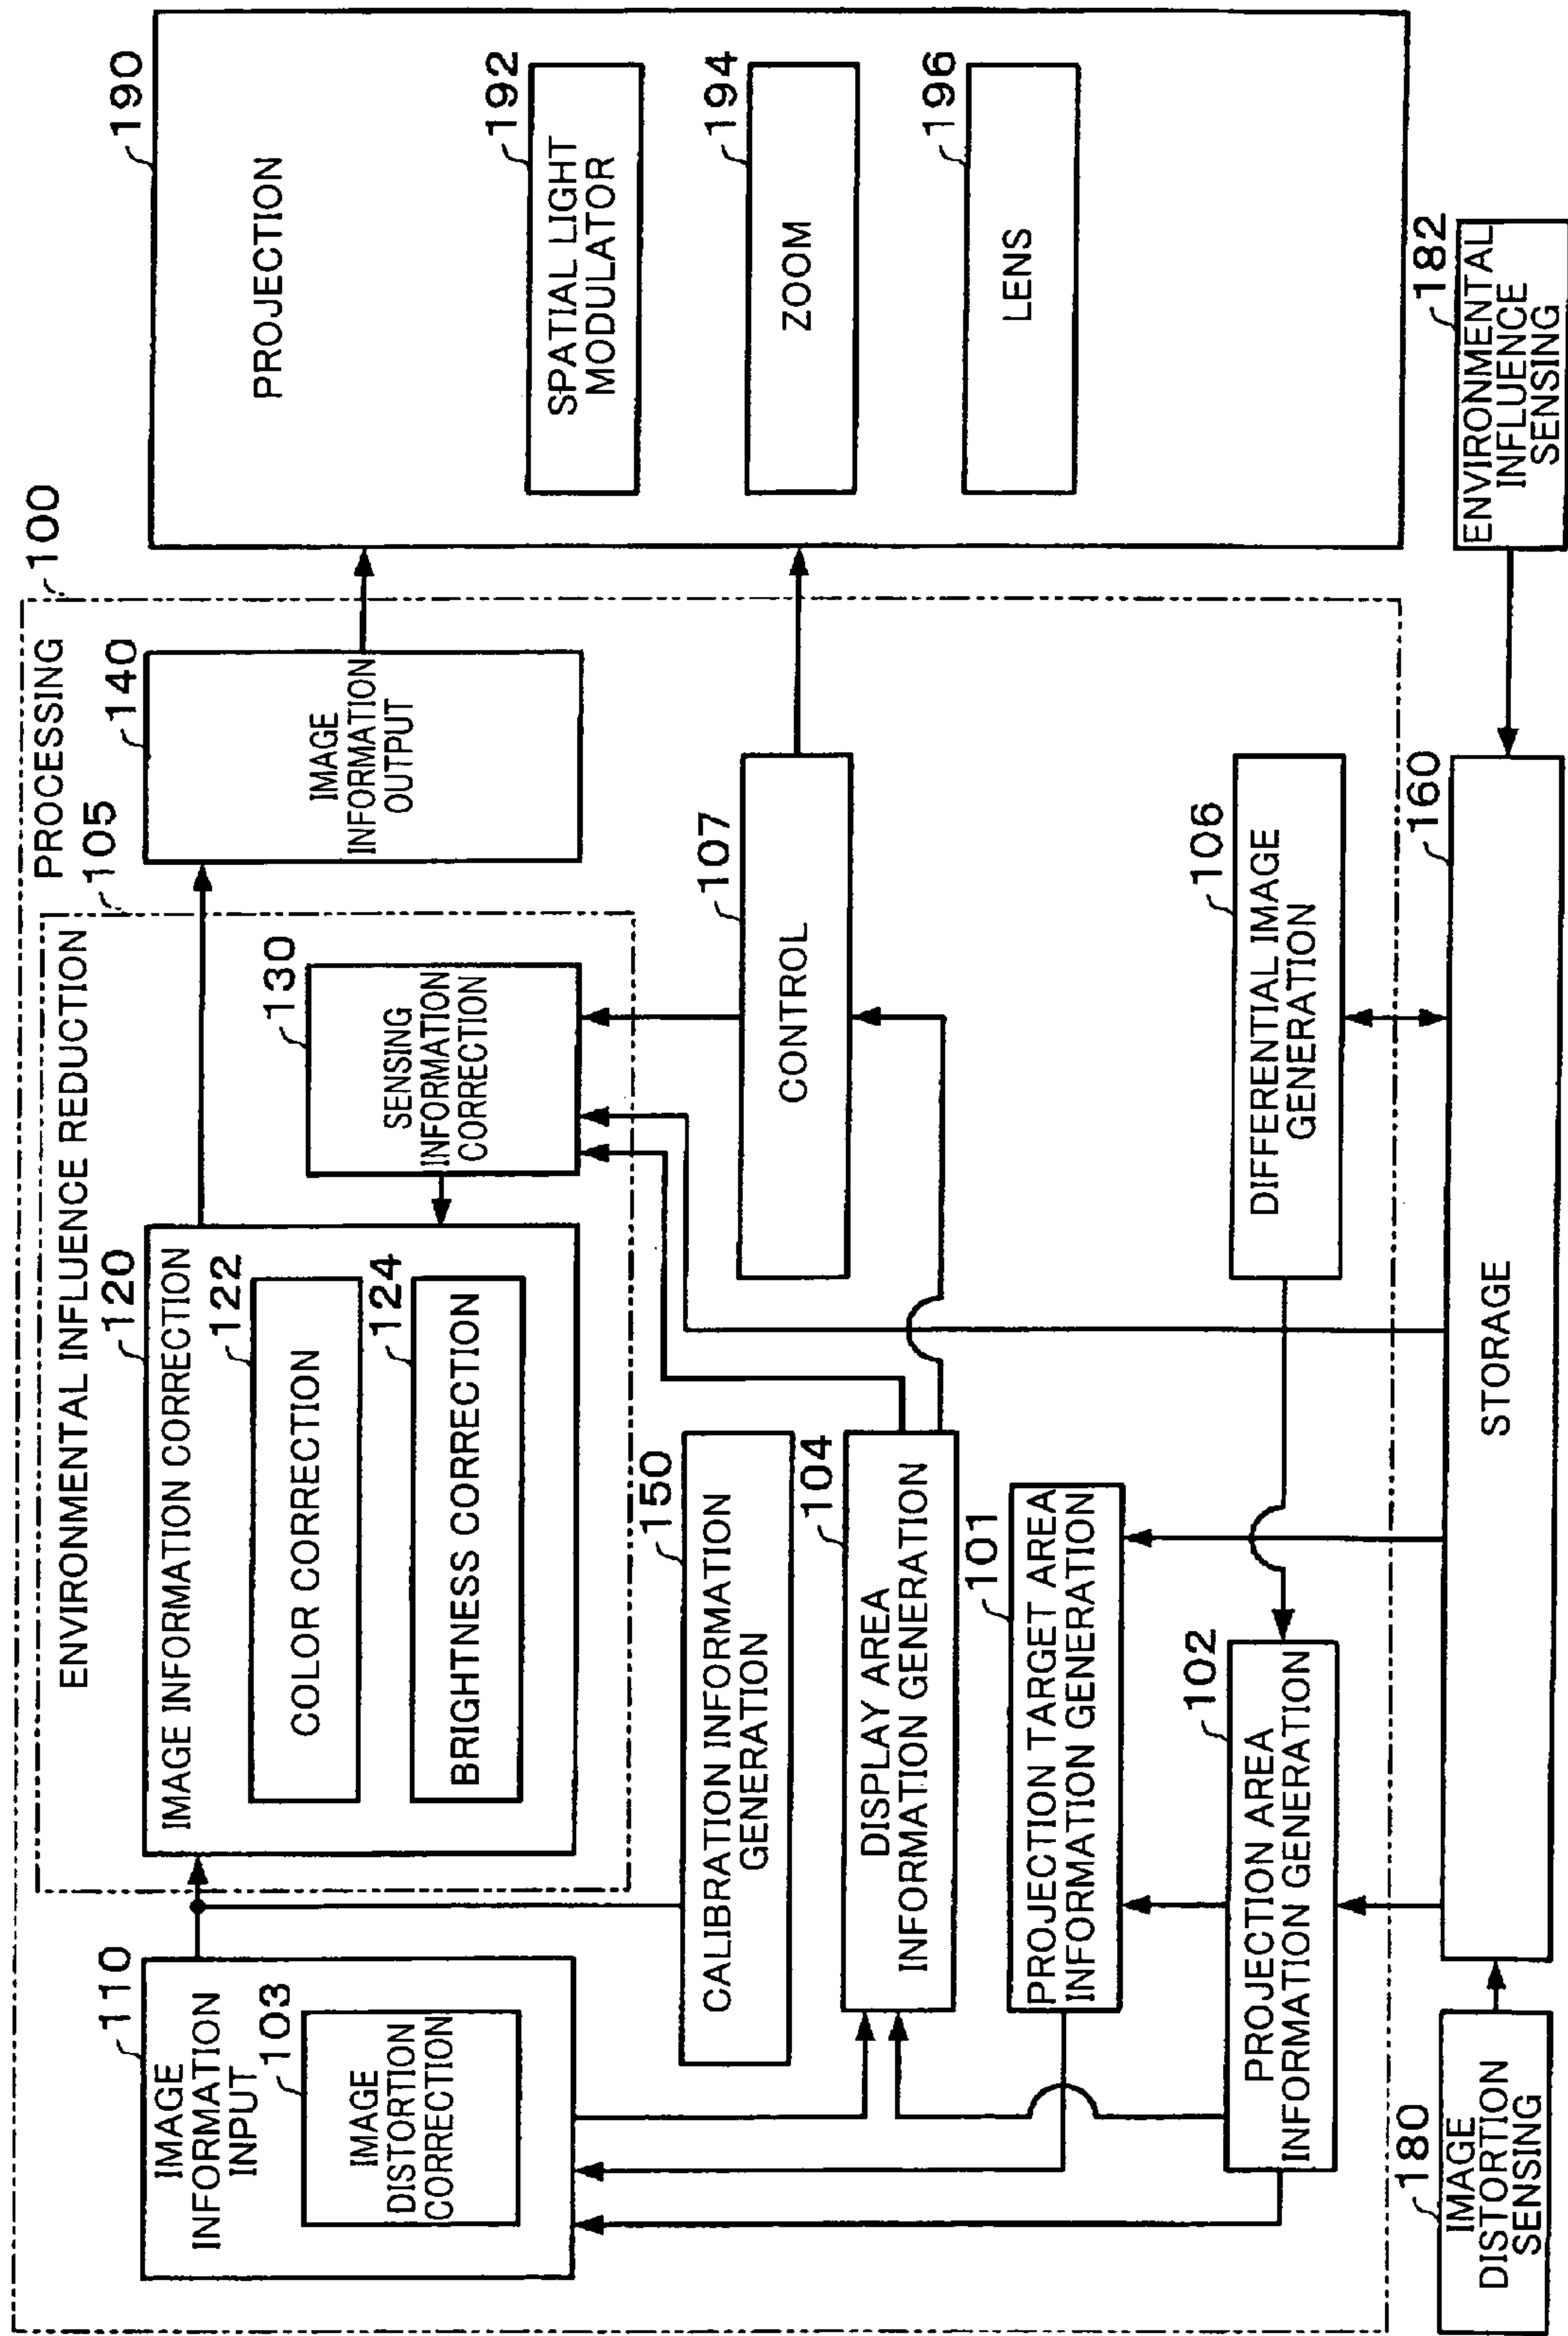 PROCESSING
100
ENVIRONMENTAL INFLUENCE REDUCTION
105
110
IMAGE
INFORMATION
INPUT
103
IMAGE
DISTORTION
CORRECTION
120
IMAGE INFORMATION CORRECTION
122
COLOR CORRECTION
124
BRIGHTNESS CORRECTION
130
SENSING
INFORMATION
CORRECTION
140
IMAGE
INFORMATION
OUTPUT
190
PROJECTION
192
SPATIAL LIGHT
MODULATOR
194
ZOOM
196
LENS
150
CALIBRATION INFORMATION
GENERATION
107
CONTROL
104
DISPLAY AREA
INFORMATION GENERATION
101
PROJECTION TARGET AREA
INFORMATION GENERATION
102
PROJECTION AREA
INFORMATION GENERATION
106
DIFFERENTIAL IMAGE
GENERATION
180
IMAGE
DISTORTION
SENSING
160
STORAGE
182
ENVIRONMENTAL
INFLUENCE
SENSING